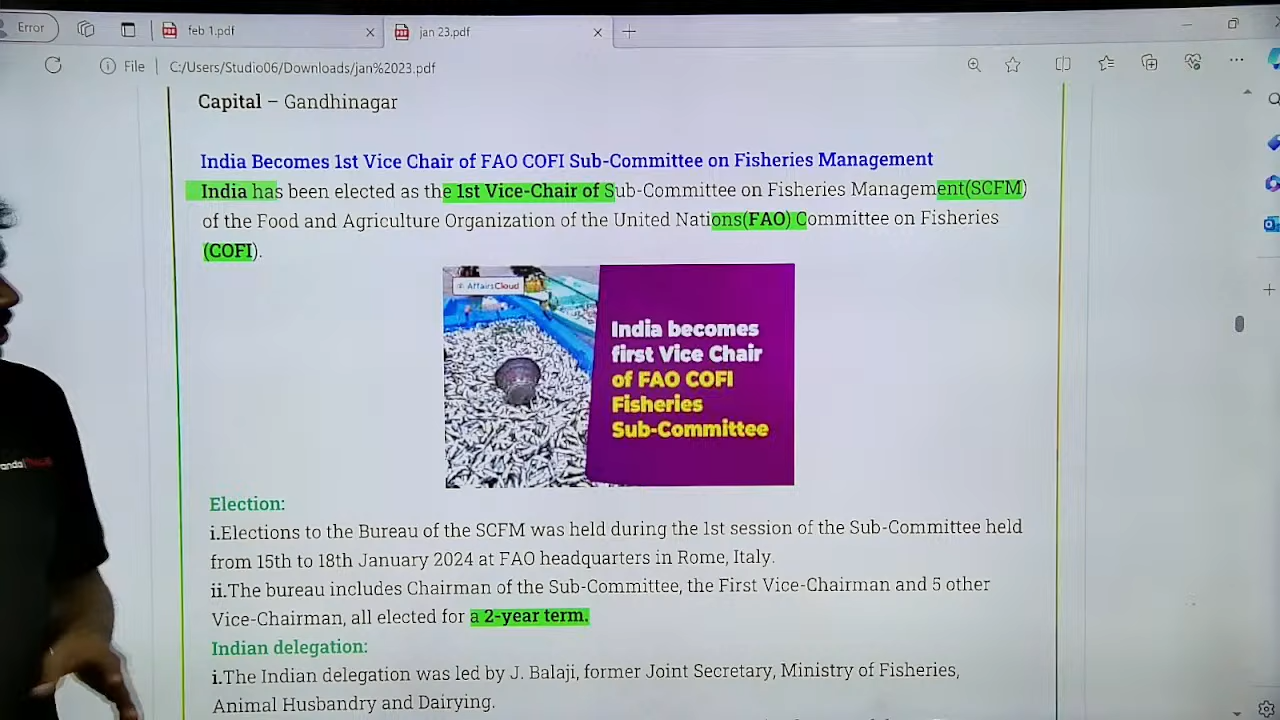 Error
feb 1.pdf
jan 23.pdf
File
C:/Users/Studio06/Downloads/jan%2023.pdf
Capital – Gandhinagar
India Becomes 1st Vice Chair of FAO COFI Sub-Committee on Fisheries Management
India has been elected as the 1st Vice-Chair of Sub-Committee on Fisheries Management(SCFM)
of the Food and Agriculture Organization of the United Nations(FAO) Committee on Fisheries
(COFI).
AffairsCloud
India becomes
first Vice Chair
of FAO COFI
Fisheries
Sub-Committee
Election:
i.Elections to the Bureau of the SCFM was held during the 1st session of the Sub-Committee held
from 15th to 18th January 2024 at FAO headquarters in Rome, Italy.
ii.The bureau includes Chairman of the Sub-Committee, the First Vice-Chairman and 5 other
Vice-Chairman, all elected for a 2-year term.
Indian delegation:
i.The Indian delegation was led by J. Balaji, former Joint Secretary, Ministry of Fisheries,
Animal Husbandry and Dairying.